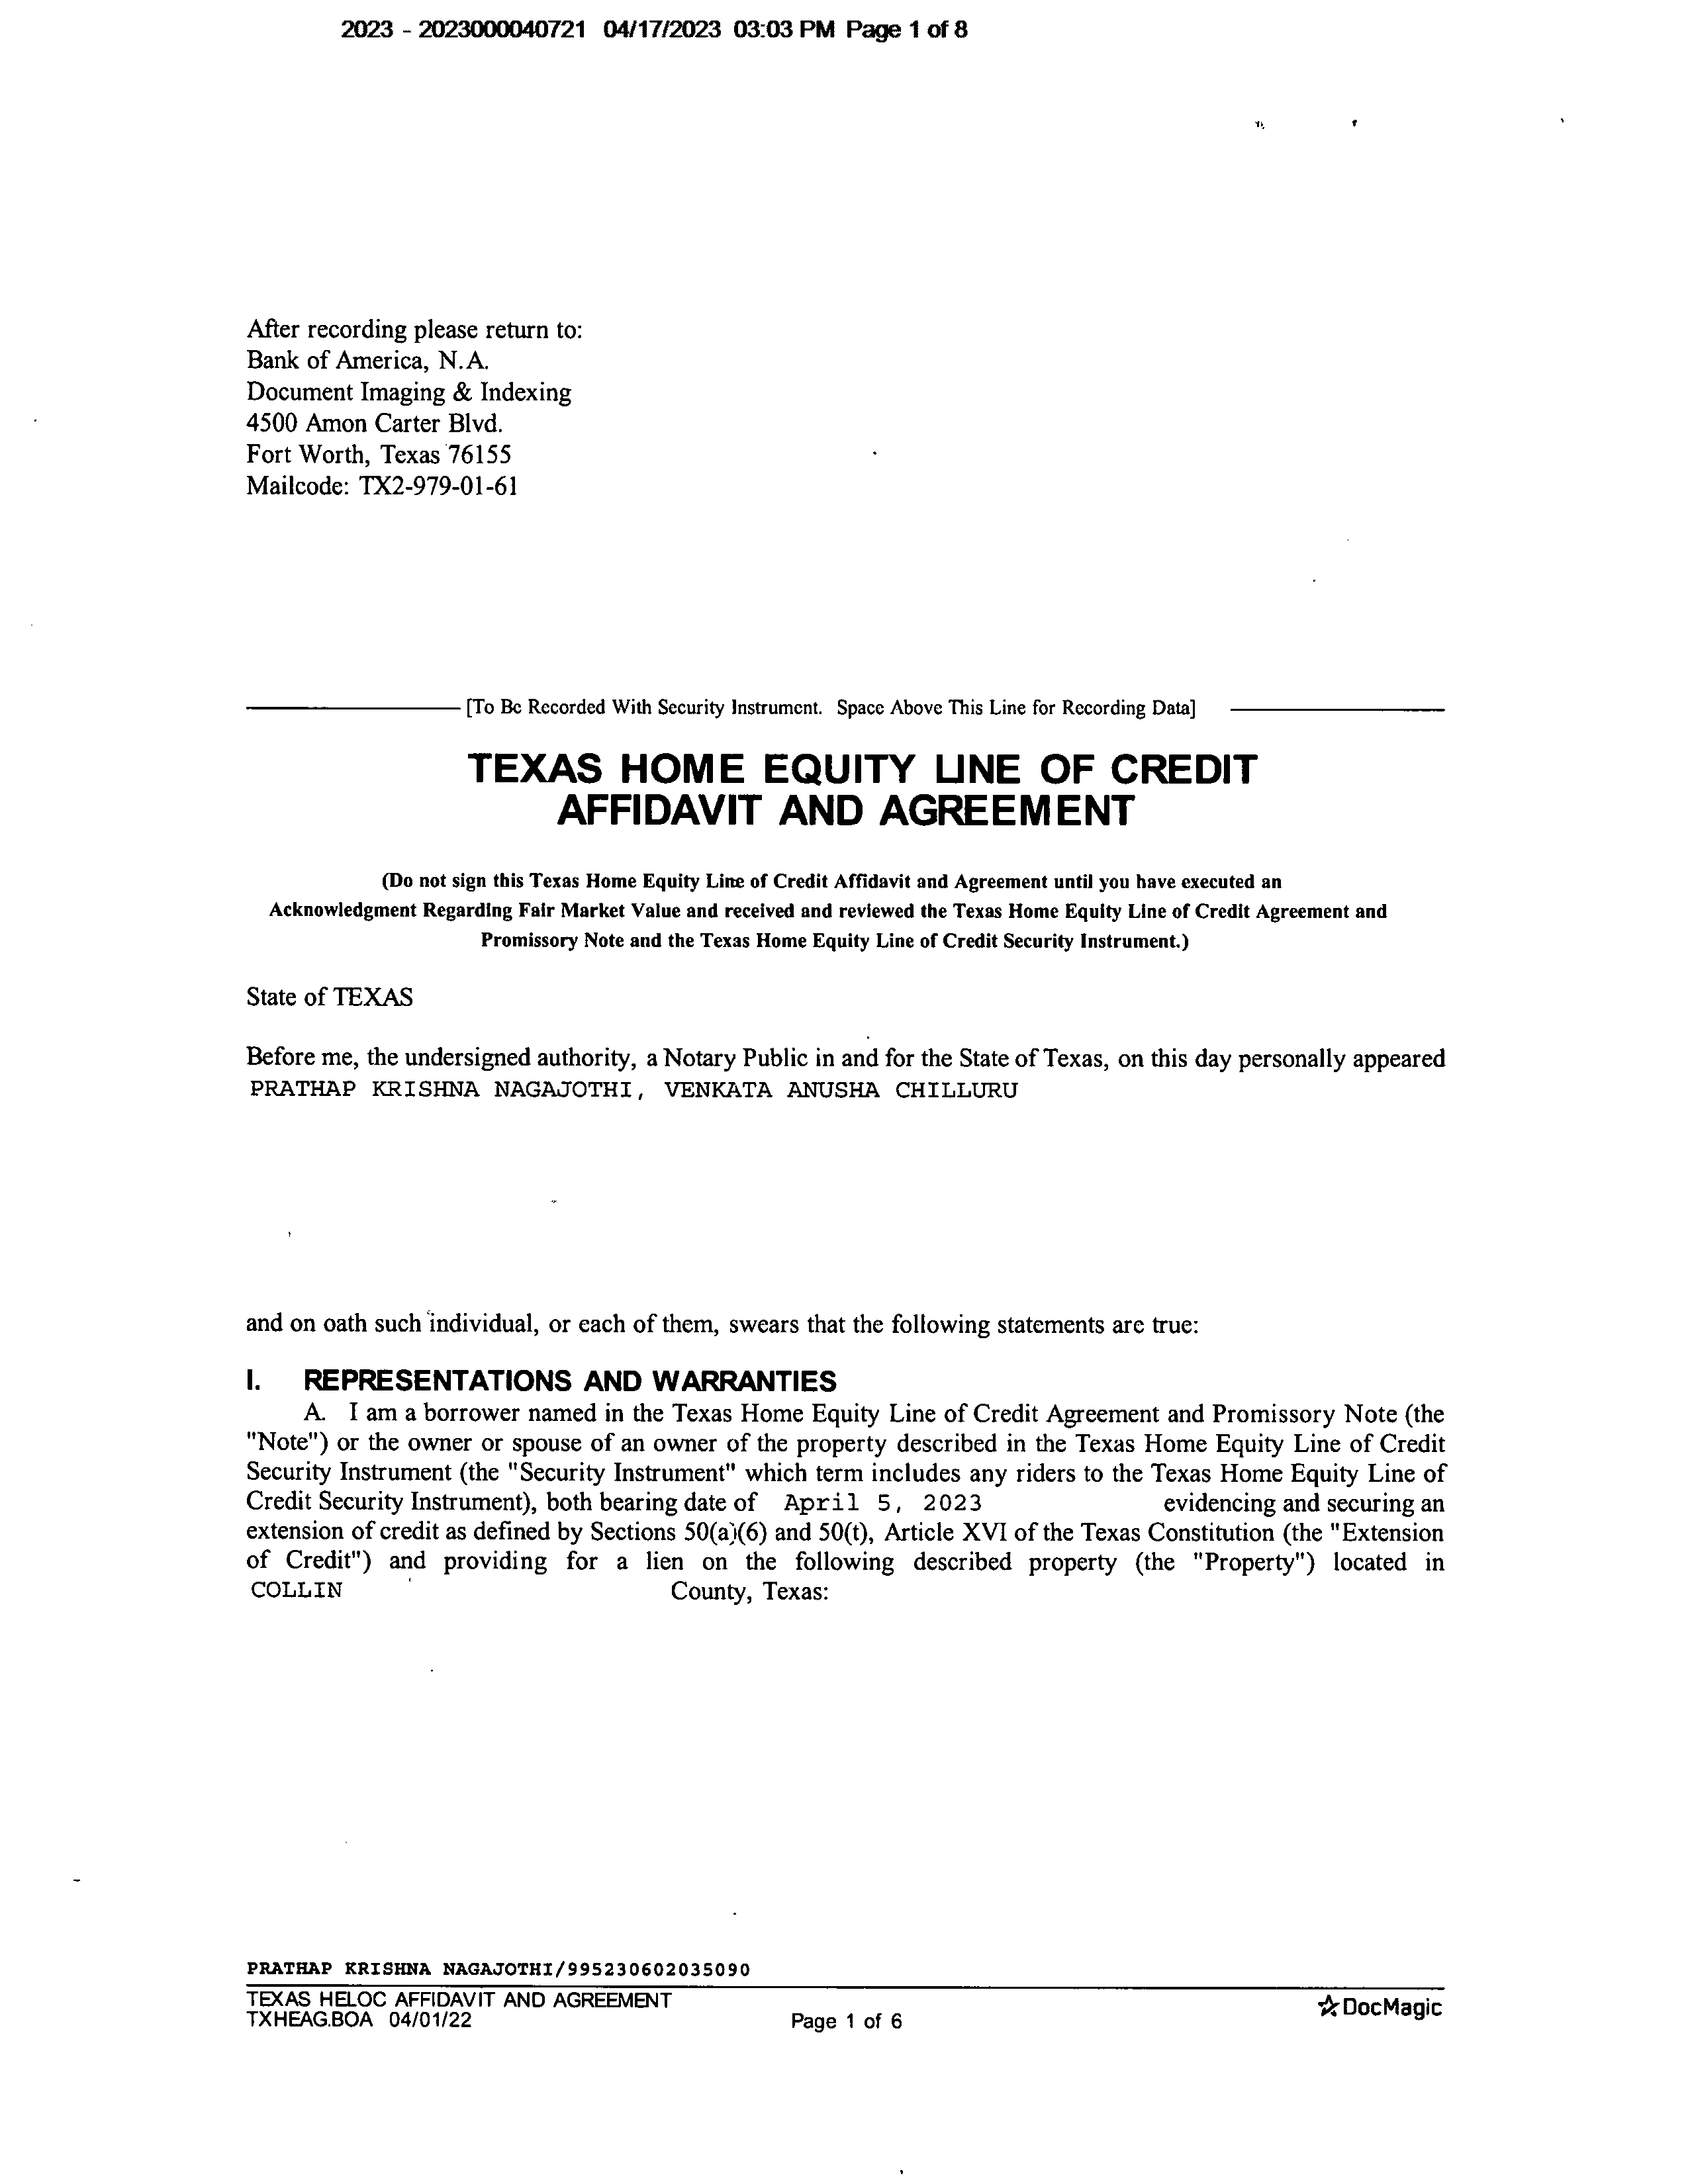 2023 - 2023000040721 04/17/2023 03:03 PM Page 1 of 8
After recording please return to:
Bank of America, N.A.
Document Imaging & Indexing
4500 Amon Carter Blvd.
Fort Worth, Texas 76155
Mailcode: TX2-979-01-61
[To Be Recorded With Security Instrument. Space Above This Line for Recording Data]
TEXAS HOME EQUITY LINE OF CREDIT
AFFIDAVIT AND AGREEMENT
(Do not sign this Texas Home Equity Line of Credit Affidavit and Agreement until you have executed an
Acknowledgment Regarding Fair Market Value and received and reviewed the Texas Home Equity Line of Credit Agreement and
Promissory Note and the Texas Home Equity Line of Credit Security Instrument.)
State of TEXAS
Before me, the undersigned authority, a Notary Public in and for the State of Texas, on this day personally appeared
PRATHAP KRISHNA NAGAJOTHI, VENKATA ANUSHA CHILLURU
and on oath such individual, or each of them, swears that the following statements are true:
I. REPRESENTATIONS AND WARRANTIES
A. I am a borrower named in the Texas Home Equity Line of Credit Agreement and Promissory Note (the
"Note") or the owner or spouse of an owner of the property described in the Texas Home Equity Line of Credit
Security Instrument (the "Security Instrument" which term includes any riders to the Texas Home Equity Line of
Credit Security Instrument), both bearing date of April 5, 2023 evidencing and securing an
extension of credit as defined by Sections 50(a)(6) and 50(t), Article XVI of the Texas Constitution (the "Extension
of Credit") and providing for a lien on the following described property (the "Property") located in
COLLIN County, Texas:
PRATHAP KRISHNA NAGAJOTHI/995230602035090
TEXAS HELOC AFFIDAVIT AND AGREEMENT
TXHEAG.BOA 04/01/22 Page 1 of 6 DocMagic